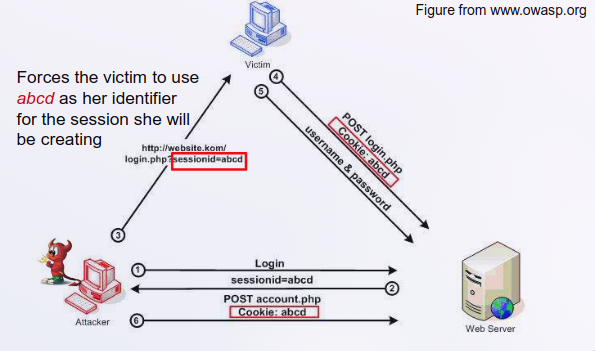 Figure from www.owasp.org
Victim
Forces the victim to use
abcd as her identifier
for the session she will
be creating
4
5
POST login.php
Cookie: abcd
username & password
http://website.kom/
login.php?sessionid=abcd
3
1
Login
sessionid=abcd
2
POST account.php
Cookie: abcd
6
Attacker
Web Server